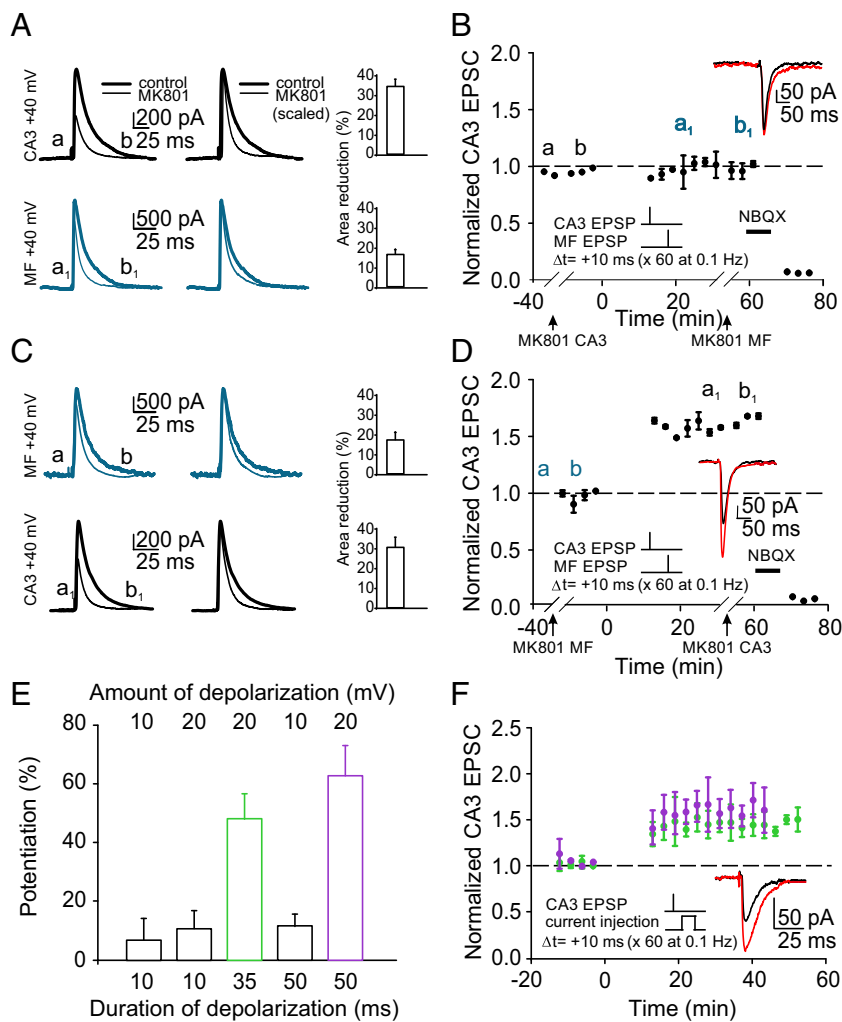 A
CA3 +40 mV
control
MK801
a
b
200 pA
25 ms
control
MK801
(scaled)
MF +40 mV
a1
b1
500 pA
25 ms
Area reduction (%)
40
30
20
10
0
40
30
20
10
0
B
Normalized CA3 EPSC
2.0
1.5
1.0
0.5
0.0
a
b
a1
b1
50 pA
50 ms
CA3 EPSP
MF EPSP
Δt= +10 ms (x 60 at 0.1 Hz)
NBQX
-40
0
20
40
60
80
Time (min)
MK801 CA3
MK801 MF
C
MF +40 mV
a
b
500 pA
25 ms
CA3 +40 mV
a1
b1
200 pA
25 ms
Area reduction (%)
40
30
20
10
0
40
30
20
10
0
D
Normalized CA3 EPSC
2.0
1.5
1.0
0.5
0.0
a
b
a1
b1
50 pA
50 ms
CA3 EPSP
MF EPSP
Δt= +10 ms (x 60 at 0.1 Hz)
NBQX
-40
0
20
40
60
80
MK801 MF
MK801 CA3
Time (min)
E
Amount of depolarization (mV)
10 20 20 10 20
Potentiation (%)
80
60
40
20
0
10 10 35 50 50
Duration of depolarization (ms)
F
Normalized CA3 EPSC
2.5
2.0
1.5
1.0
0.5
0.0
CA3 EPSP
current injection
Δt= +10 ms (x 60 at 0.1 Hz)
50 pA
25 ms
-20
0
20
40
60
Time (min)